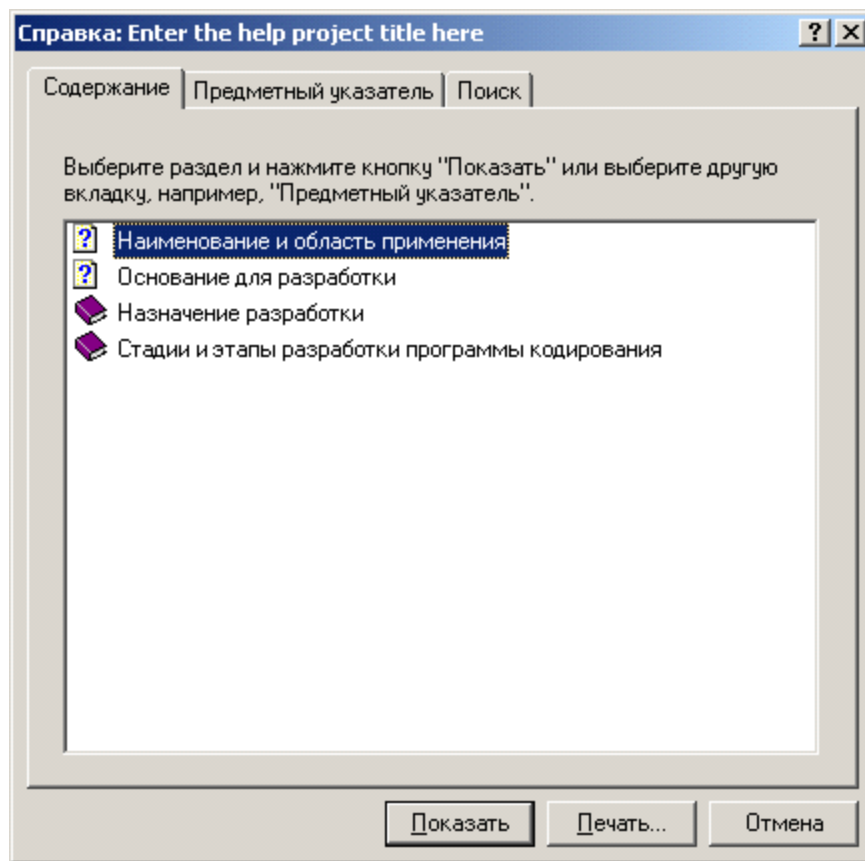 Справка: Enter the help project title here
Содержание Предметный указатель Поиск
Выберите раздел и нажмите кнопку "Показать" или выберите другую
вкладку, например, "Предметный указатель".
Наименование и область применения
Основание для разработки
Назначение разработки
Стадии и этапы разработки программы кодирования
Показать Печать... Отмена